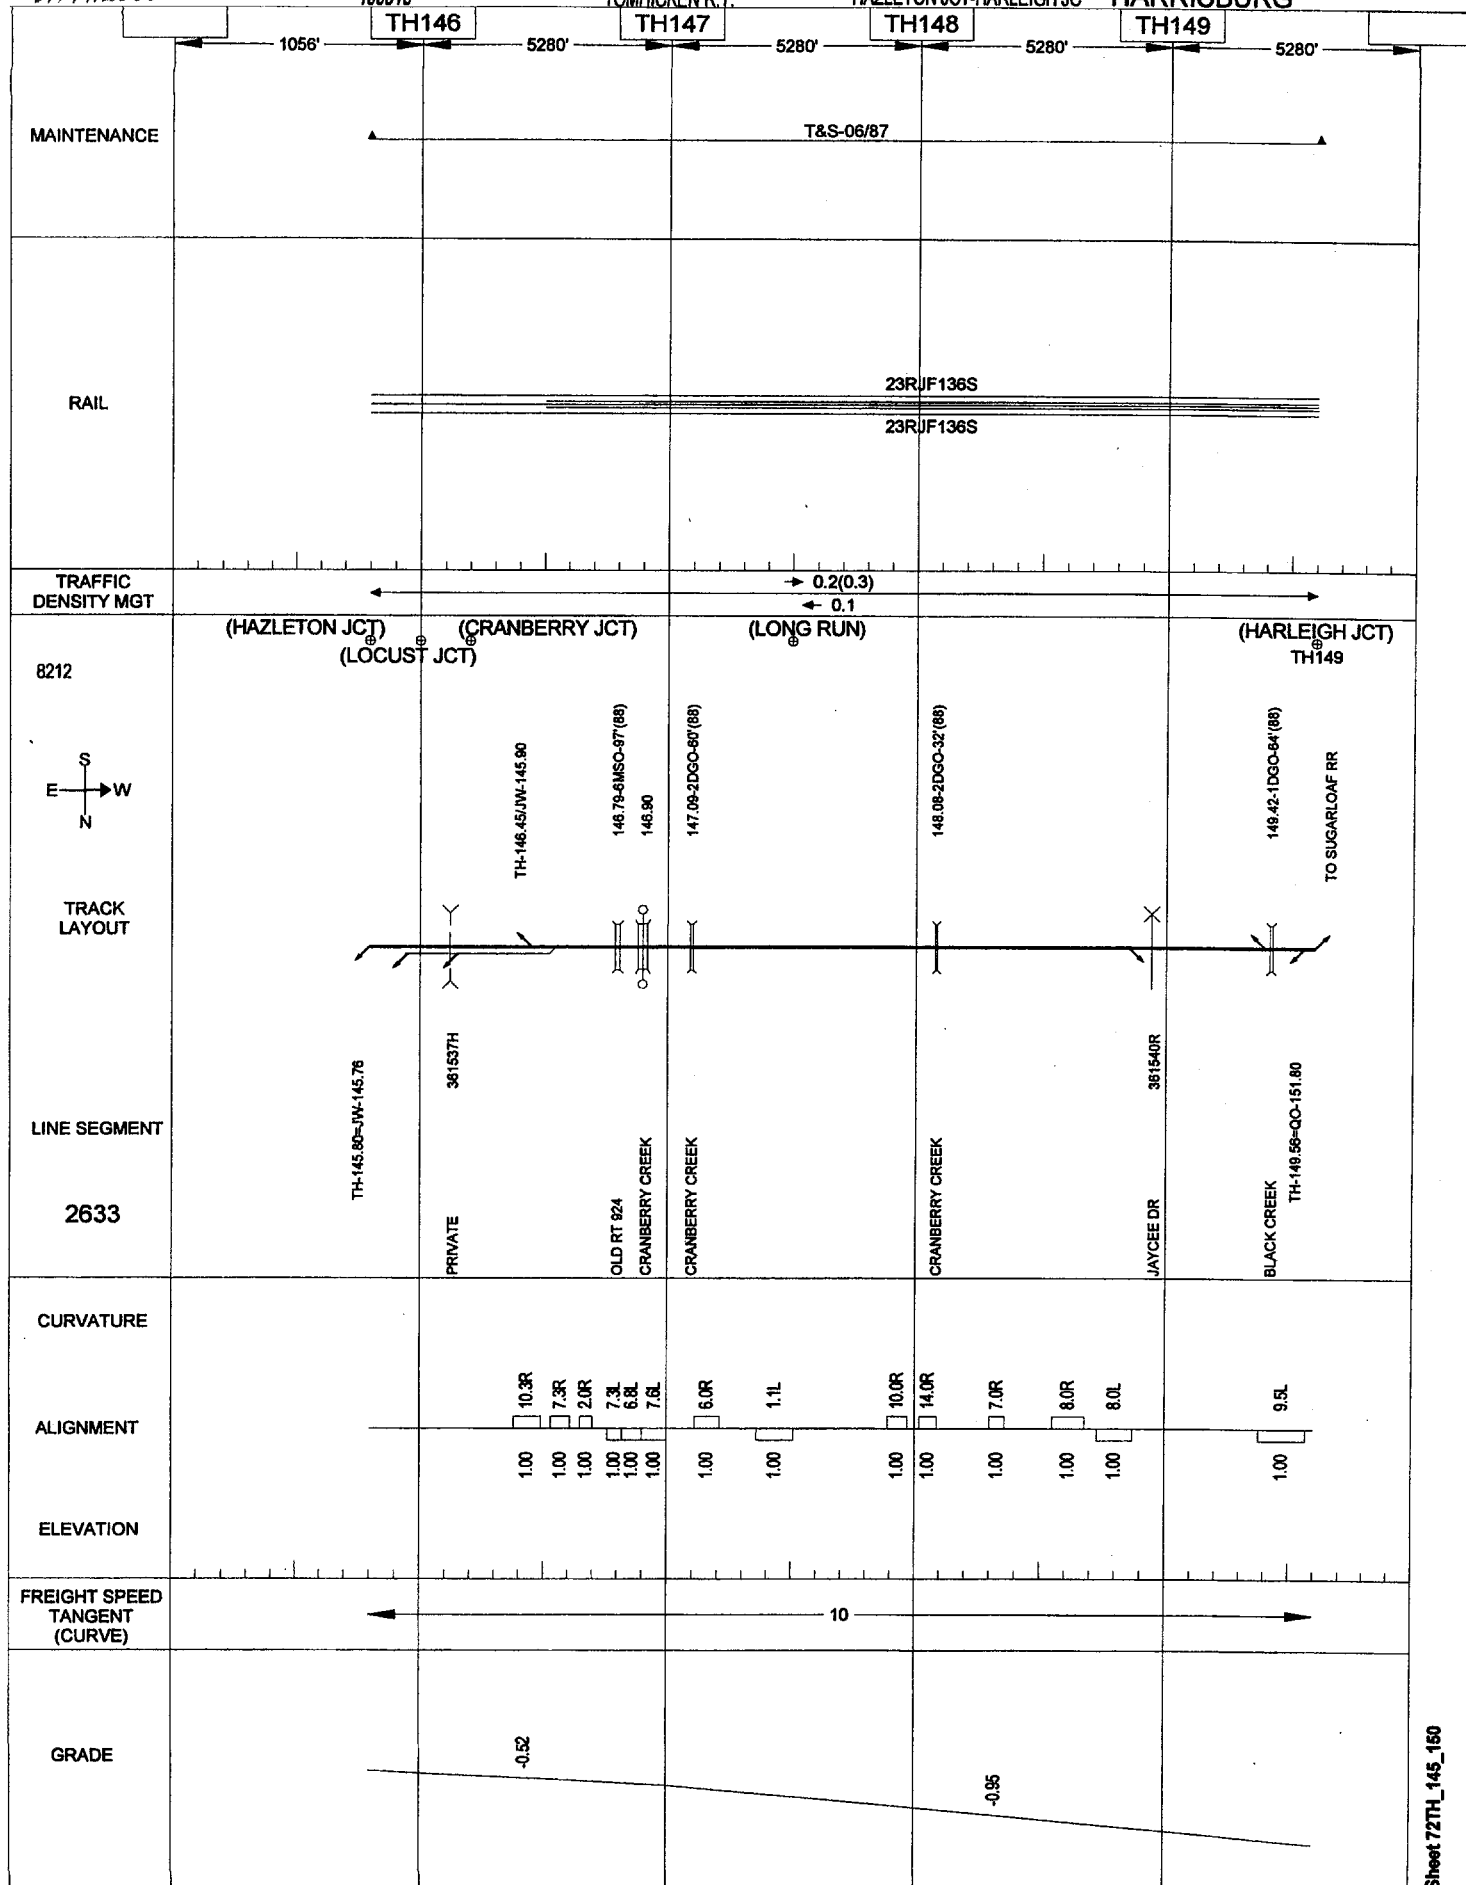 HARRISBURG
TH146
TH147
TH148
TH149
1056'
5280'
5280'
5280'
5280'
MAINTENANCE
T&S-06/87
RAIL
23RJF136S
23RJF136S
TRAFFIC
DENSITY MGT
0.2(0.3)
0.1
(HAZLETON JCT)
(CRANBERRY JCT)
(LONG RUN)
(HARLEIGH JCT)
(LOCUST JCT)
TH149
8212
S
E W
N
TH-146.45/JW-145.90
146.79-6MSO-97'(88)
146.90
147.09-2DGO-60'(88)
148.08-2DGO-32'(88)
149.42-1DGO-64'(88)
TO SUGARLOAF RR
TRACK
LAYOUT
TH-145.80=JW-145.76
361537H
361540R
TH-149.56=QO-151.80
LINE SEGMENT
2633
PRIVATE
OLD RT 924
CRANBERRY CREEK
CRANBERRY CREEK
CRANBERRY CREEK
JAYCEE DR
BLACK CREEK
CURVATURE
10.3R
7.3R
2.0R
7.3L
6.8L
7.6L
6.0R
1.1L
10.0R
14.0R
7.0R
8.0R
8.0L
9.5L
ALIGNMENT
1.00
1.00
1.00
1.00
1.00
1.00
1.00
1.00
1.00
1.00
1.00
1.00
1.00
1.00
ELEVATION
FREIGHT SPEED
TANGENT
(CURVE)
10
GRADE
-0.52
-0.95
Sheet 72TH_145_150